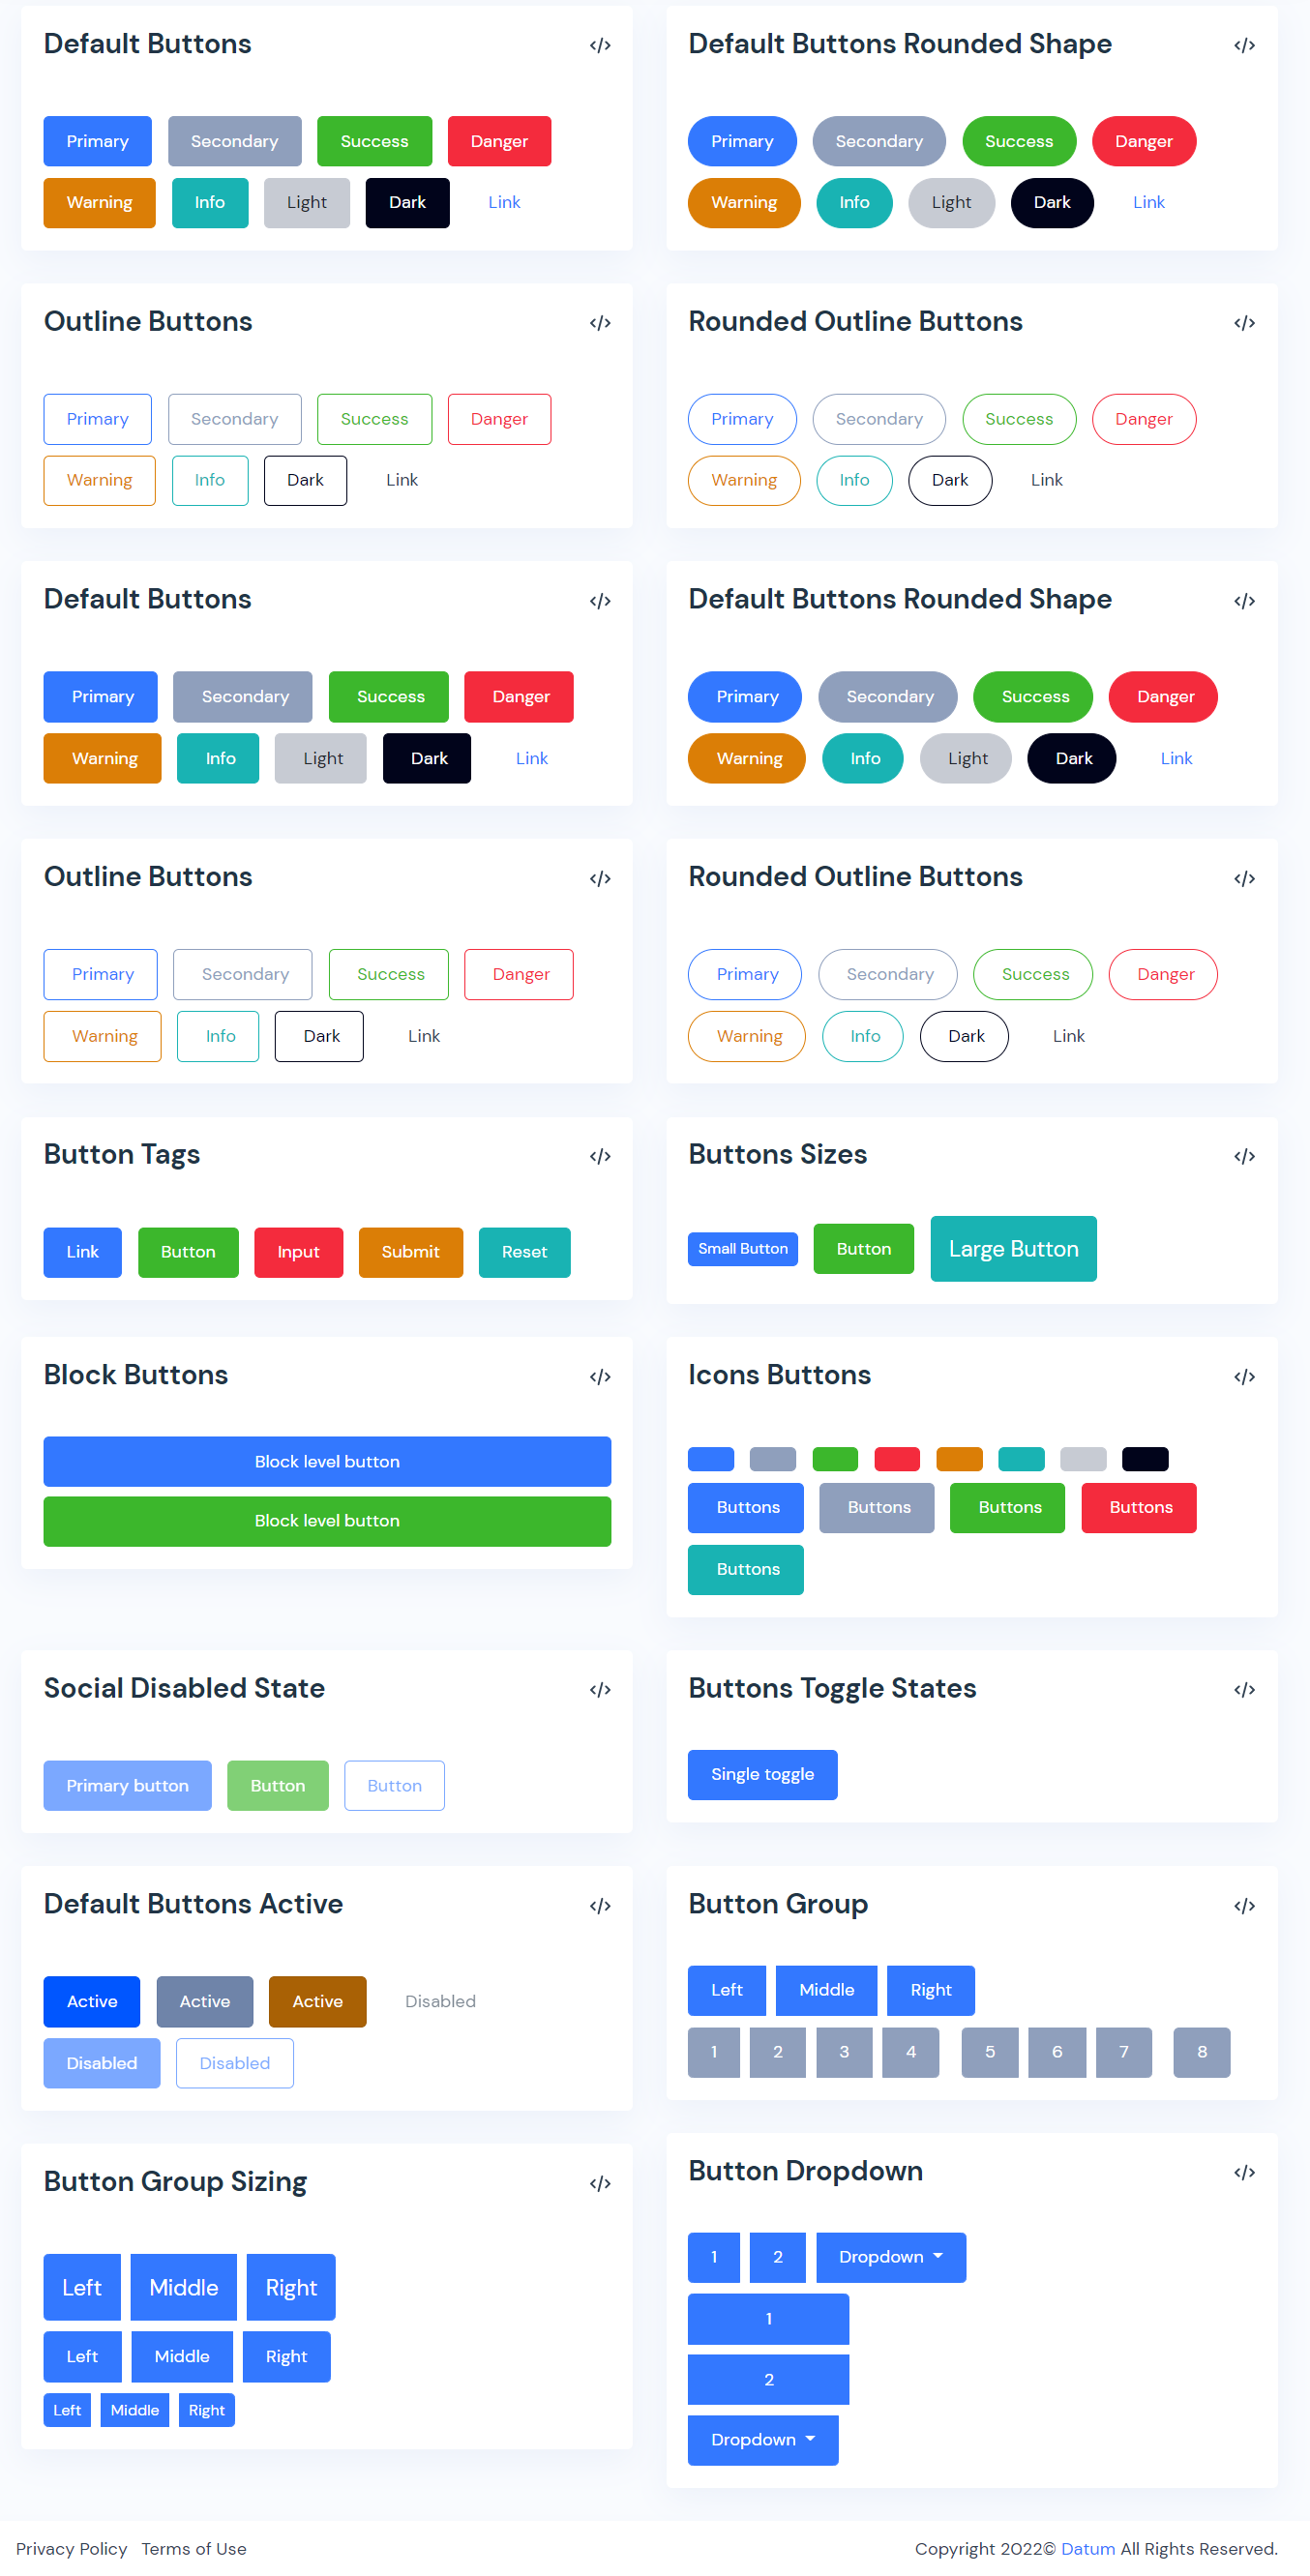 Default Buttons
Primary Secondary Success Danger
Warning Info Light Dark Link
Default Buttons Rounded Shape
Primary Secondary Success Danger
Warning Info Light Dark Link
Outline Buttons
Primary Secondary Success Danger
Warning Info Dark Link
Rounded Outline Buttons
Primary Secondary Success Danger
Warning Info Dark Link
Default Buttons
Primary Secondary Success Danger
Warning Info Light Dark Link
Default Buttons Rounded Shape
Primary Secondary Success Danger
Warning Info Light Dark Link
Outline Buttons
Primary Secondary Success Danger
Warning Info Dark Link
Rounded Outline Buttons
Primary Secondary Success Danger
Warning Info Dark Link
Button Tags
Link Button Input Submit Reset
Buttons Sizes
Small Button Button Large Button
Block Buttons
Block level button
Block level button
Icons Buttons
Buttons Buttons Buttons Buttons
Buttons
Social Disabled State
Primary button Button Button
Buttons Toggle States
Single toggle
Default Buttons Active
Active Active Active Disabled
Disabled Disabled
Button Group
Left Middle Right
1 2 3 4 5 6 7 8
Button Group Sizing
Left Middle Right
Left Middle Right
Left Middle Right
Button Dropdown
1 2 Dropdown
1
2
Dropdown
Privacy Policy Terms of Use Copyright 2022© Datum All Rights Reserved.